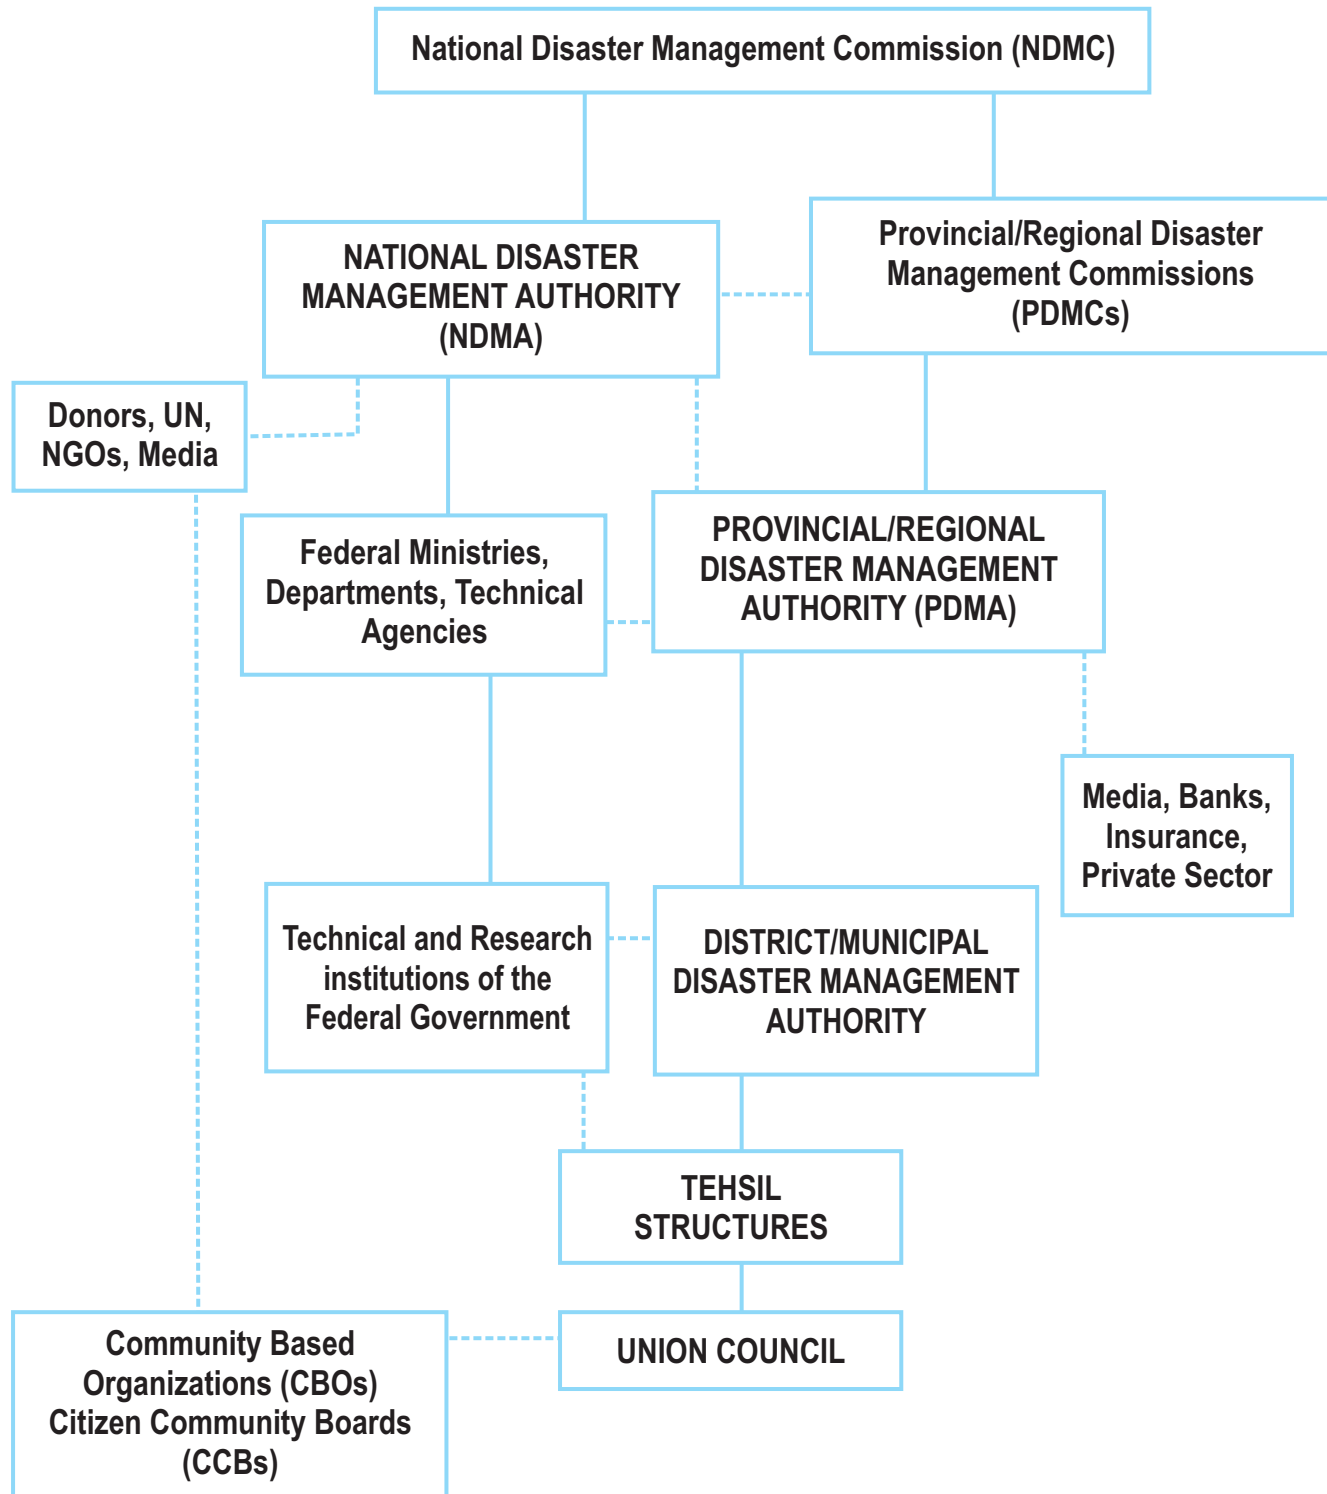 National Disaster Management Commission (NDMC)
NATIONAL DISASTER
MANAGEMENT AUTHORITY
(NDMA)
Provincial/Regional Disaster
Management Commissions
(PDMCs)
Donors, UN,
NGOs, Media
Federal Ministries,
Departments, Technical
Agencies
PROVINCIAL/REGIONAL
DISASTER MANAGEMENT
AUTHORITY (PDMA)
Media, Banks,
Insurance,
Private Sector
Technical and Research
institutions of the
Federal Government
DISTRICT/MUNICIPAL
DISASTER MANAGEMENT
AUTHORITY
TEHSIL
STRUCTURES
UNION COUNCIL
Community Based
Organizations (CBOs)
Citizen Community Boards
(CCBs)